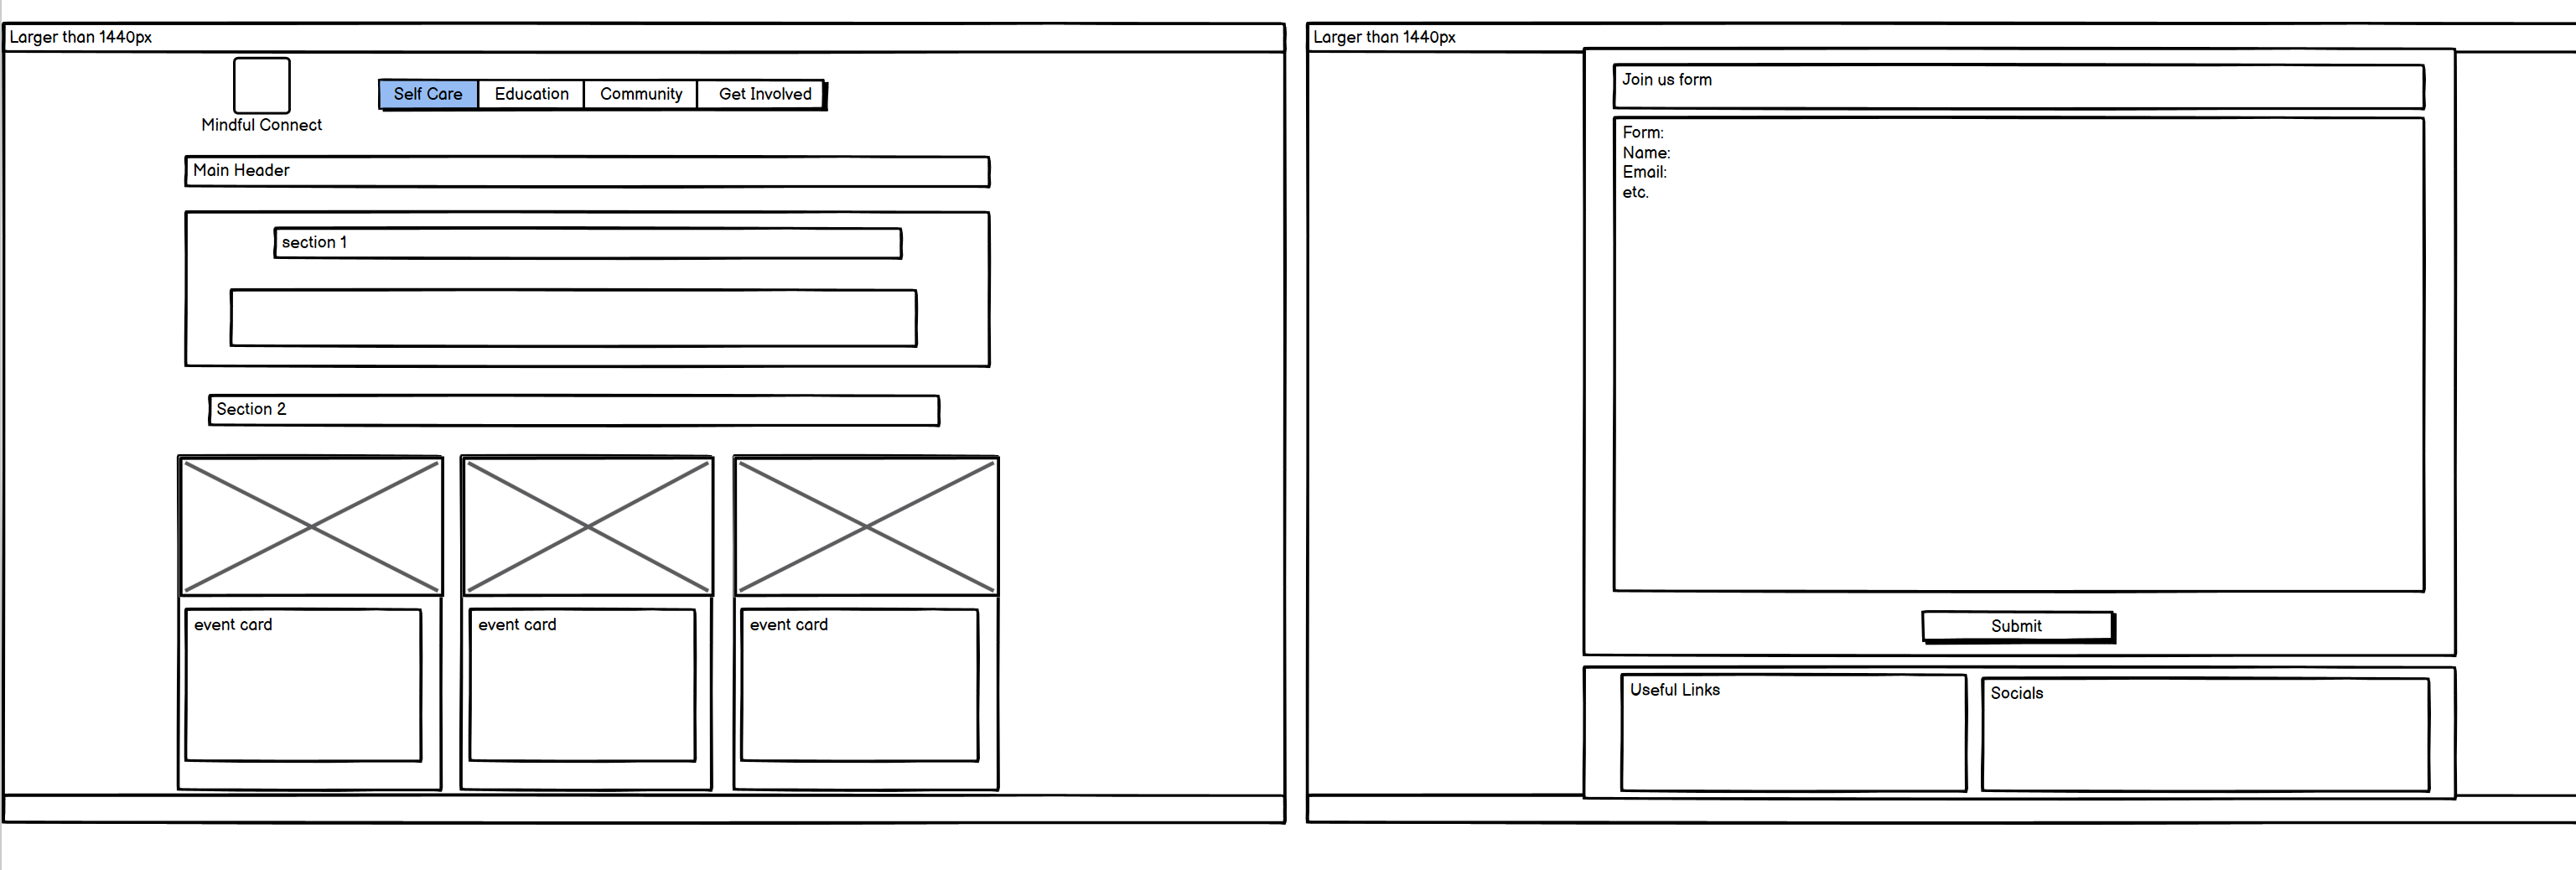 Larger than 1440px
Self Care Education Community Get Involved
Mindful Connect
Main Header
section 1
Section 2
event card event card event card
Larger than 1440px
Join us form
Form:
Name:
Email:
etc.
Submit
Useful Links
Socials